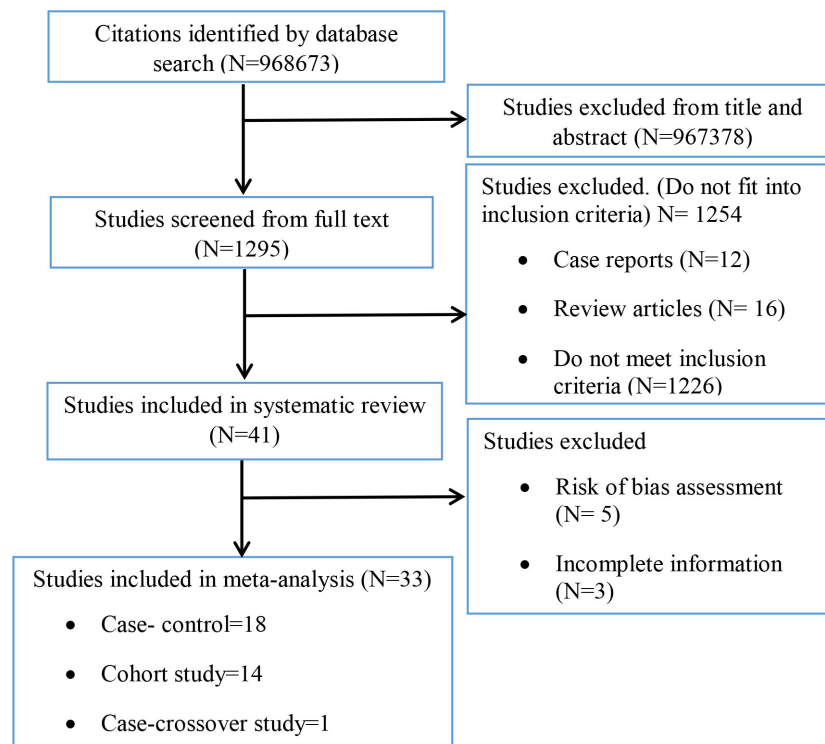 Citations identified by database
search (N=968673)
Studies excluded from title and
abstract (N=967378)
Studies screened from full text
(N=1295)
Studies excluded. (Do not fit into
inclusion criteria) N= 1254
• Case reports (N=12)
• Review articles (N= 16)
• Do not meet inclusion
criteria (N=1226)
Studies included in systematic review
(N=41)
Studies excluded
• Risk of bias assessment
(N= 5)
• Incomplete information
(N=3)
Studies included in meta-analysis (N=33)
• Case- control=18
• Cohort study=14
• Case-crossover study=1